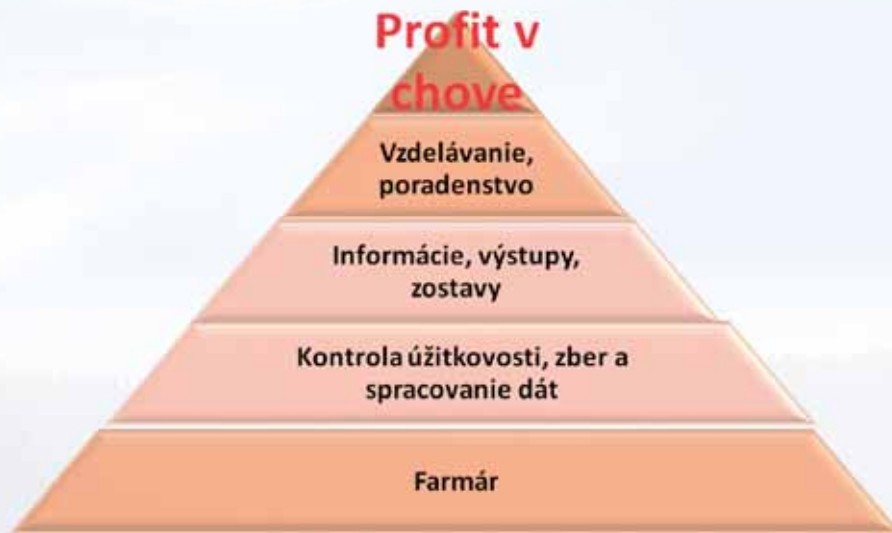 Profit v
chove
Vzdelávanie,
poradenstvo
Informácie, výstupy,
zostavy
Kontrola úžitkovosti, zber a
spracovanie dát
Farmár